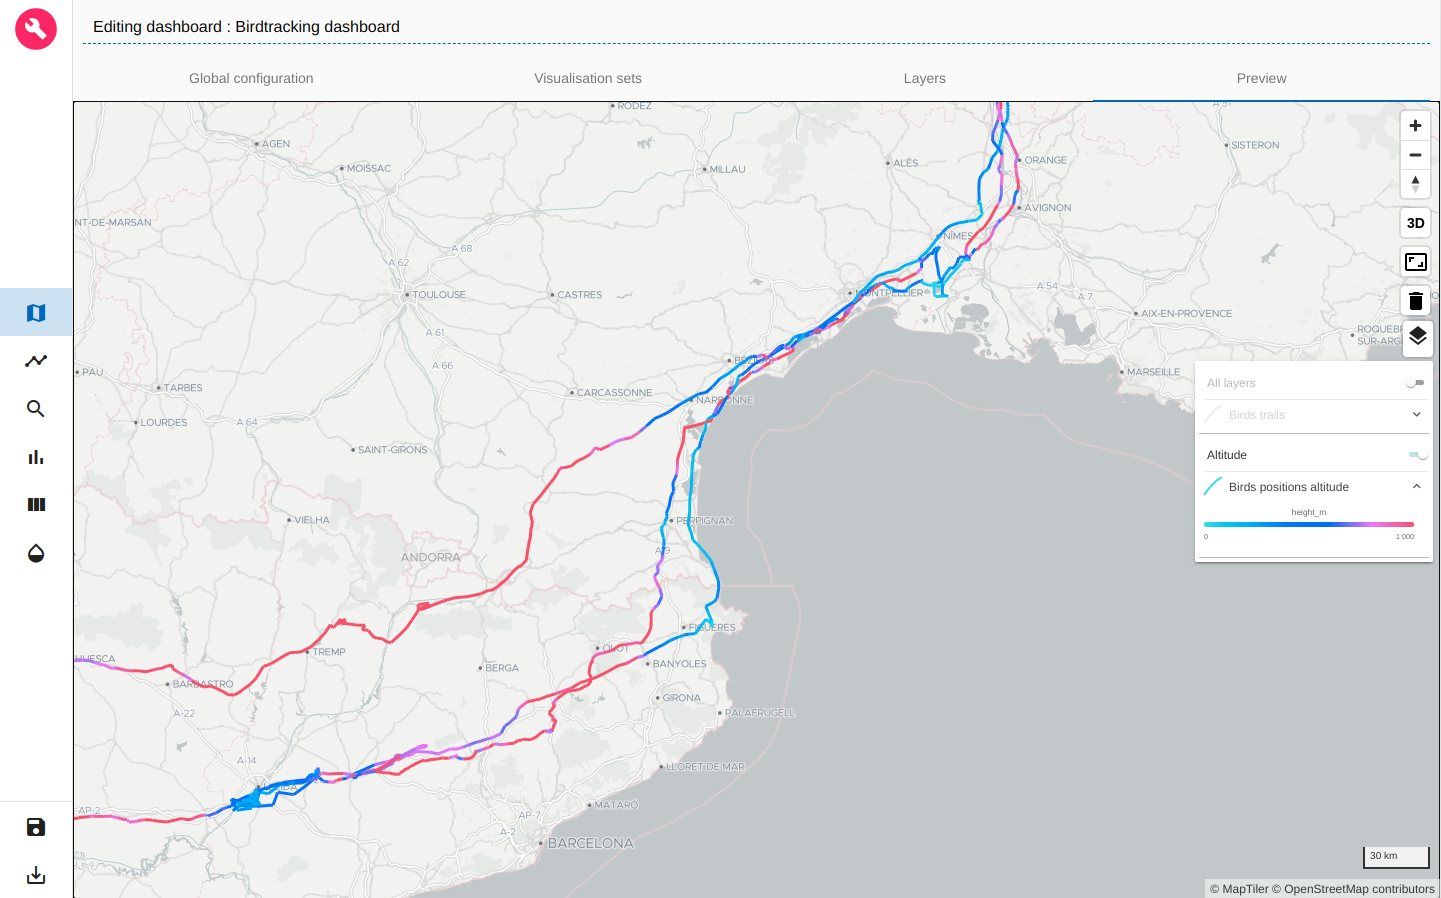 Editing dashboard : Birdtracking dashboard
Global configuration
Visualisation sets
Layers
Preview
RODEZ
A-51
AGEN
MOISSAC
MILLAU
ALÈS
ORANGE
SISTERON
NT-DE-MARSAN
AVIGNON
3D
NÎMES
A 68
A 62
TOULOUSE
CASTRES
MONTPELLIER
A 54
A-7
AIX-EN-PROVENCE
A 61
ROQUEBR
SUR-ARG
A 66
PAU
TARBES
CARCASSONNE
NARBONNE
MARSEILLE
LOURDES
A 64
SAINT-GIRONS
All layers
Birds trails
Altitude
Birds positions altitude
height_m
0
1 000
VIELHA
PERPIGNAN
ANDORRA
A-9
FIGUERES
OLOT
HUESCA
TREMP
BERGA
BANYOLES
BARBASTRO
GIRONA
A-22
PALAFRUGELL
A-14
LLORET DE MAR
AP-2
MATARÓ
AP-7
A-2
BARCELONA
30 km
© MapTiler © OpenStreetMap contributors